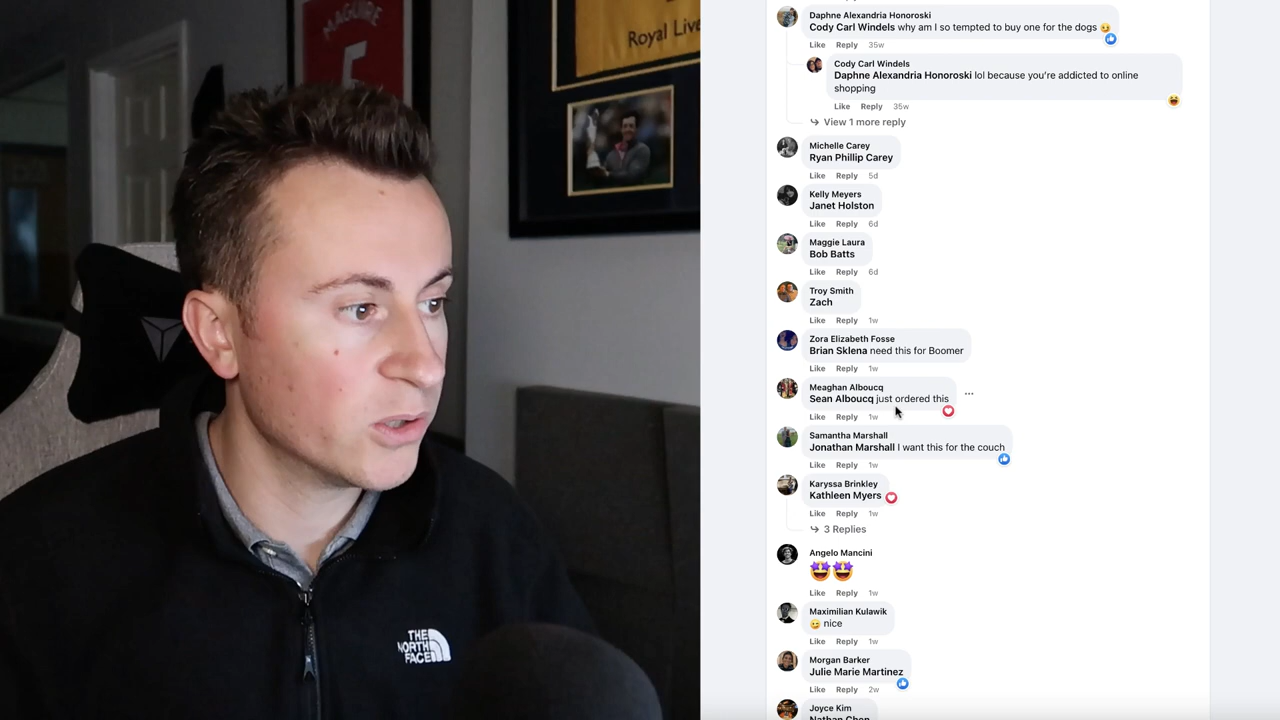 MAGUIRE
5
Royal Live
THE
NORTH
FACE
Daphne Alexandria Honoroski
Cody Carl Windels why am I so tempted to buy one for the dogs
Like Reply 35w
Cody Carl Windels
Daphne Alexandria Honoroski lol because you're addicted to online
shopping
Like Reply 35w
View 1 more reply
Michelle Carey
Ryan Phillip Carey
Like Reply 5d
Kelly Meyers
Janet Holston
Like Reply 6d
Maggie Laura
Bob Batts
Like Reply 6d
Troy Smith
Zach
Like Reply 1w
Zora Elizabeth Fosse
Brian Sklena need this for Boomer
Like Reply 1w
Meaghan Alboucq
Sean Alboucq just ordered this
Like Reply 1w
Samantha Marshall
Jonathan Marshall I want this for the couch
Like Reply 1w
Karyssa Brinkley
Kathleen Myers
Like Reply 1w
3 Replies
Angelo Mancini
Like Reply 1w
Maximilian Kulawik
nice
Like Reply 1w
Morgan Barker
Julie Marie Martinez
Like Reply 2w
Joyce Kim
Nathan Chen